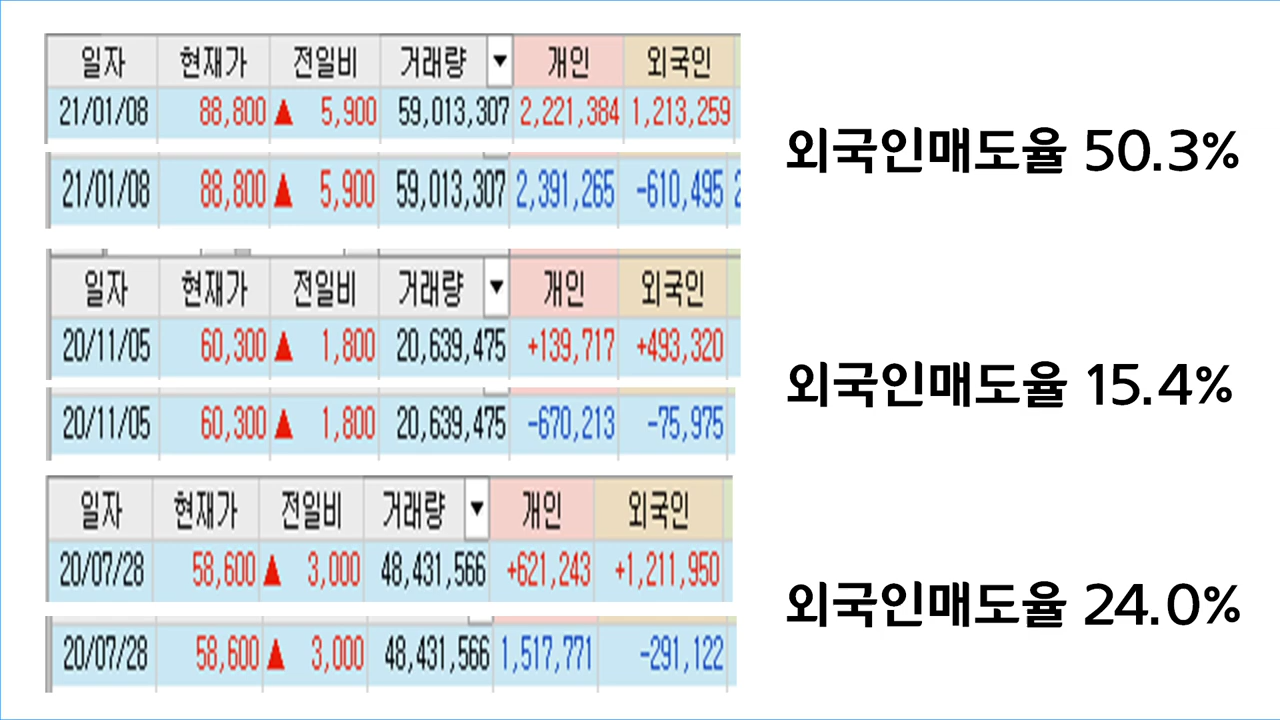 일자 현재가 전일비 거래량 ▼ 개인 외국인
21/01/08 88,800 ▲ 5,900 59,013,307 2,221,384 1,213,259
외국인매도율 50.3%
21/01/08 88,800 ▲ 5,900 59,013,307 2,391,265 -610,495
일자 현재가 전일비 거래량 ▼ 개인 외국인
20/11/05 60,300 ▲ 1,800 20,639,475 +139,717 +493,320
외국인매도율 15.4%
20/11/05 60,300 ▲ 1,800 20,639,475 -670,213 -75,975
일자 현재가 전일비 거래량 ▼ 개인 외국인
20/07/28 58,600 ▲ 3,000 48,431,566 +621,243 +1,211,950
외국인매도율 24.0%
20/07/28 58,600 ▲ 3,000 48,431,566 1,517,771 -291,122